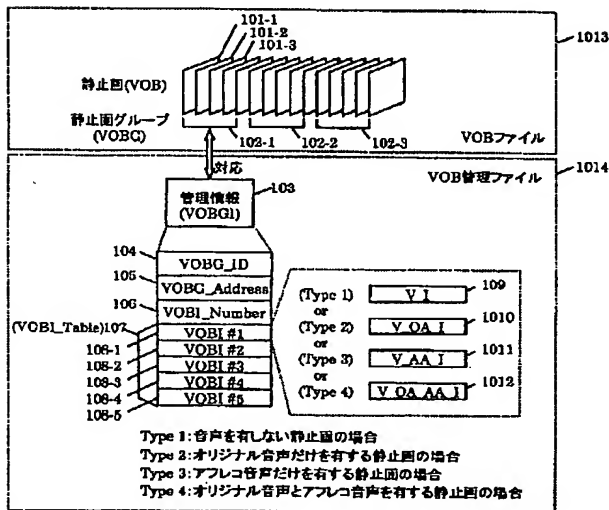 101-1
101-2
101-3
1013
静止画(VOB)
静止画グループ
(VOBG)
102-1
102-2
102-3
VOBファイル
対応
1014
VOB管理ファイル
103
管理情報
(VOBGI)
104
VOBG_ID
105
VOBG_Address
106
VOBI_Number
(VOBI_Table)107
VOBI #1
108-1
VOBI #2
108-2
VOBI #3
108-3
VOBI #4
108-4
VOBI #5
108-5
109
(Type 1) V_I
or
1010
(Type 2) V_OA_I
or
1011
(Type 3) V_AA_I
or
1012
(Type 4) V_OA_AA_I
Type 1:音声を有しない静止画の場合
Type 2:オリジナル音声だけを有する静止画の場合
Type 3:アフレコ音声だけを有する静止画の場合
Type 4:オリジナル音声とアフレコ音声を有する静止画の場合